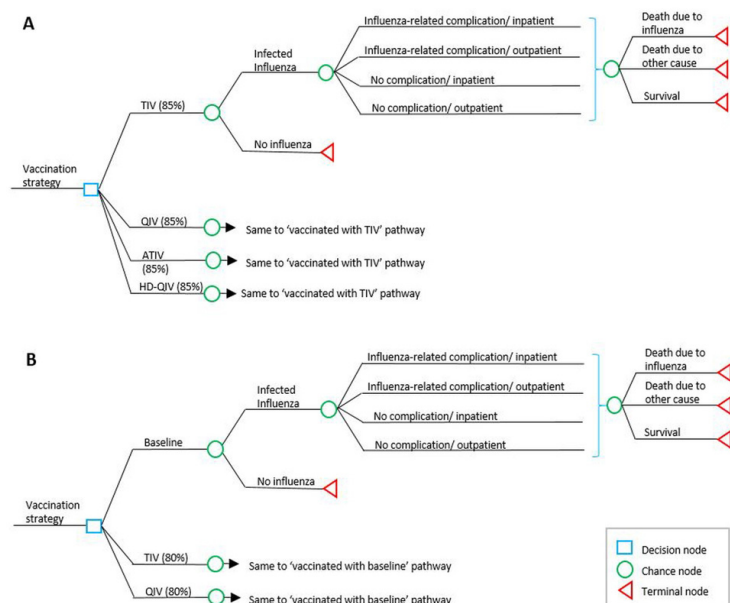 A
Vaccination
strategy
TIV (85%)
Infected
Influenza
No influenza
Influenza-related complication/ inpatient
Influenza-related complication/ outpatient
No complication/ inpatient
No complication/ outpatient
Death due to
influenza
Death due to
other cause
Survival
QIV (85%)
Same to ‘vaccinated with TIV’ pathway
ATIV
(85%)
Same to ‘vaccinated with TIV’ pathway
HD-QIV (85%)
Same to ‘vaccinated with TIV’ pathway
B
Vaccination
strategy
Baseline
Infected
Influenza
No influenza
Influenza-related complication/ inpatient
Influenza-related complication/ outpatient
No complication/ inpatient
No complication/ outpatient
Death due to
influenza
Death due to
other cause
Survival
TIV (80%)
Same to ‘vaccinated with baseline’ pathway
QIV (80%)
Same to ‘vaccinated with baseline’ pathway
Decision node
Chance node
Terminal node